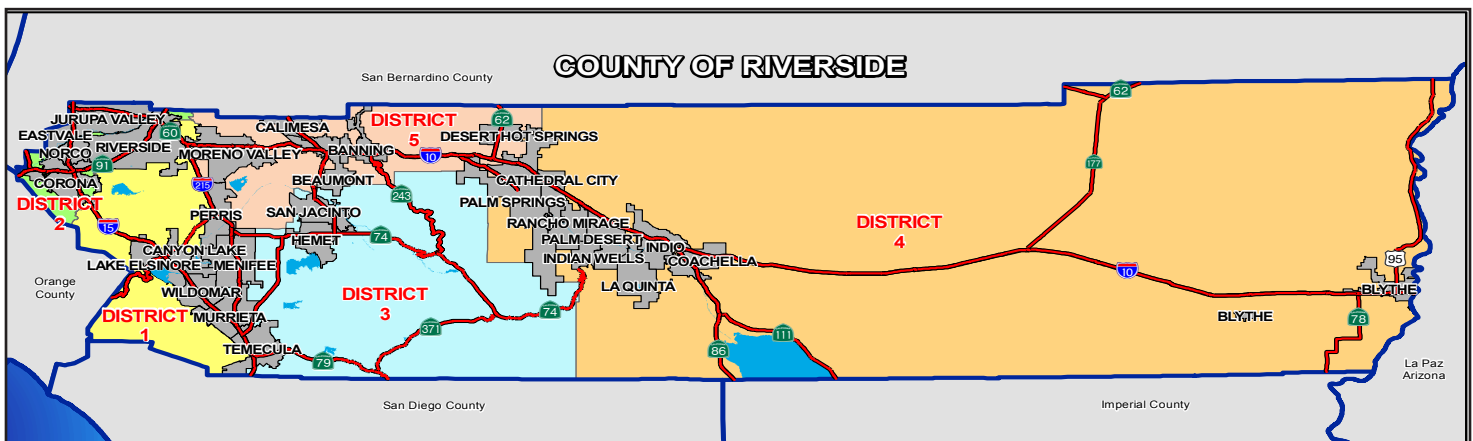 COUNTY OF RIVERSIDE
San Bernardino County
62
JURUPA VALLEY
60
CALIMESA
DISTRICT
5
62
EASTVALE
DESERT HOT SPRINGS
NORCO
RIVERSIDE
MORENO VALLEY
BANNING
10
91
177
CORONA
215
BEAUMONT
CATHEDRAL CITY
243
DISTRICT
2
PALM SPRINGS
PERRIS
SAN JACINTO
15
RANCHO MIRAGE
DISTRICT
4
HEMET
74
PALM DESERT
INDIO
CANYON LAKE
LAKE ELSINORE
MENIFEE
INDIAN WELLS
COACHELLA
95
10
Orange
County
WILDOMAR
DISTRICT
3
LA QUINTA
BLYTHE
DISTRICT
1
MURRIETA
74
371
BLYTHE
78
111
TEMECULA
79
86
La Paz
Arizona
San Diego County
Imperial County